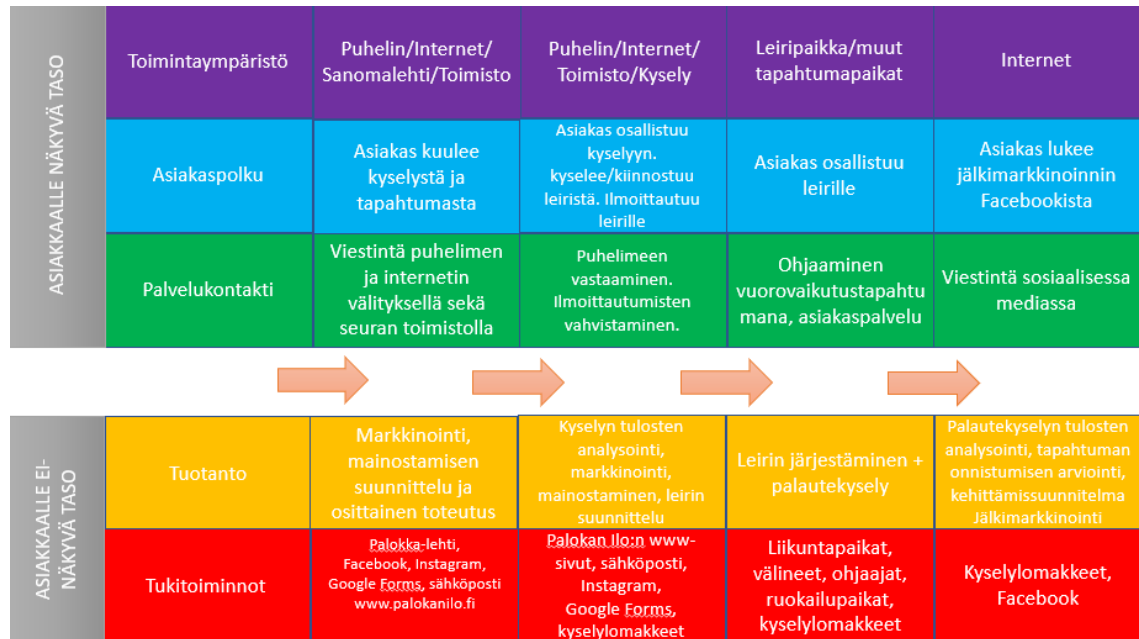 ASIAKKAALLE NÄKYVÄ TASO
Toimintaympäristö
Puhelin/Internet/
Sanomalehti/Toimisto
Puhelin/Internet/
Toimisto/Kysely
Leiripaikka/muut
tapahtumapaikat
Internet
Asiakaspolku
Asiakas kuulee
kyselystä ja
tapahtumasta
Asiakas osallistuu
kyselyyn.
kyselee/kiinnostuu
leiristä. Ilmoittautuu
leirille
Asiakas osallistuu
leirille
Asiakas lukee
jälkimarkkinoinnin
Facebookista
Palvelukontakti
Viestintä puhelimen
ja internetin
välityksellä sekä
seuran toimistolla
Puhelimeen
vastaaminen.
Ilmoittautumisten
vahvistaminen.
Ohjaaminen
vuorovaikutustapahtu
mana, asiakaspalvelu
Viestintä sosiaalisessa
mediassa
ASIAKKAALLE EI-
NÄKYVÄ TASO
Tuotanto
Markkinointi,
mainostamisen
suunnittelu ja
osittainen toteutus
Kyselyn tulosten
analysointi,
markkinointi,
mainostaminen, leirin
suunnittelu
Leirin järjestäminen +
palautekysely
Palautekyselyn tulosten
analysointi, tapahtuman
onnistumisen arviointi,
kehittämissuunnitelma
Jälkimarkkinointi
Tukitoiminnot
Palokka-lehti,
Facebook, Instagram,
Google Forms, sähköposti
www.palokanilo.fi
Palokan Ilo:n www-
sivut, sähköposti,
Instagram,
Google Forms,
kyselylomakkeet
Liikuntapaikat,
välineet, ohjaajat,
ruokailupaikat,
kyselylomakkeet
Kyselylomakkeet,
Facebook